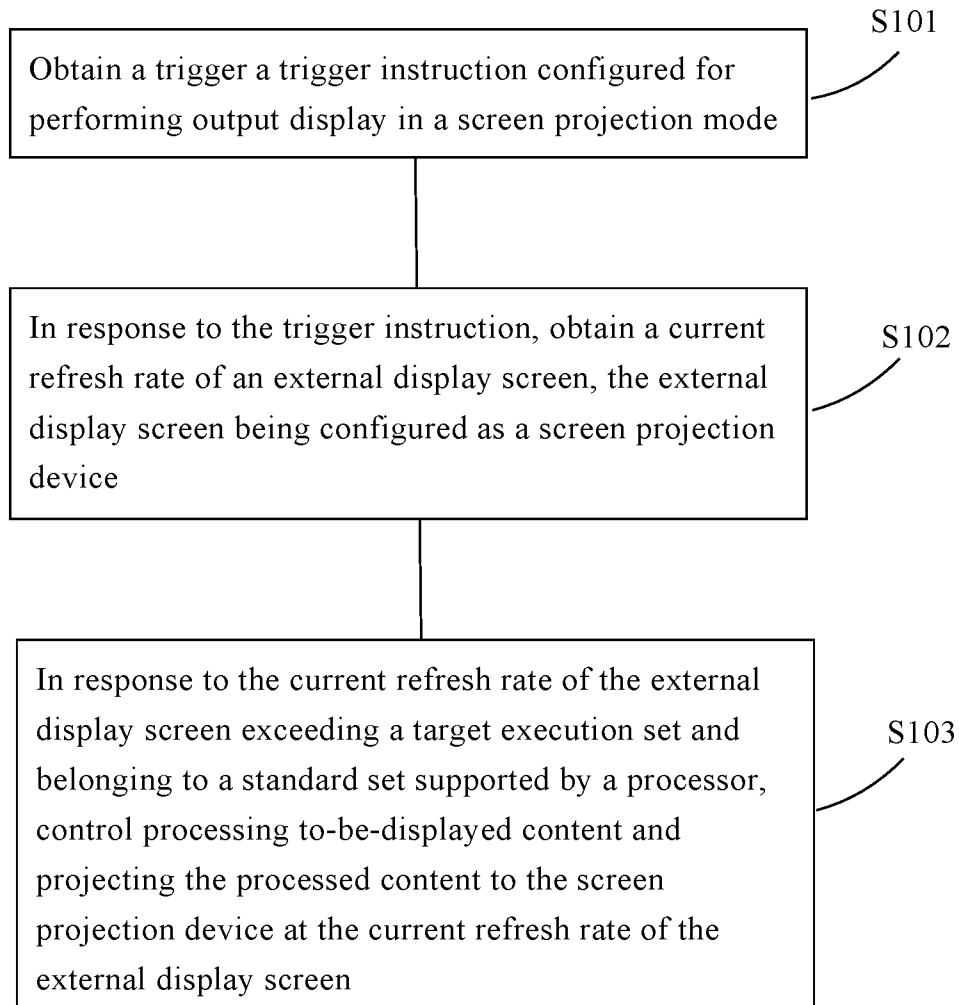 S101
Obtain a trigger a trigger instruction configured for
performing output display in a screen projection mode
S102
In response to the trigger instruction, obtain a current
refresh rate of an external display screen, the external
display screen being configured as a screen projection
device
S103
In response to the current refresh rate of the external
display screen exceeding a target execution set and
belonging to a standard set supported by a processor,
control processing to-be-displayed content and
projecting the processed content to the screen
projection device at the current refresh rate of the
external display screen